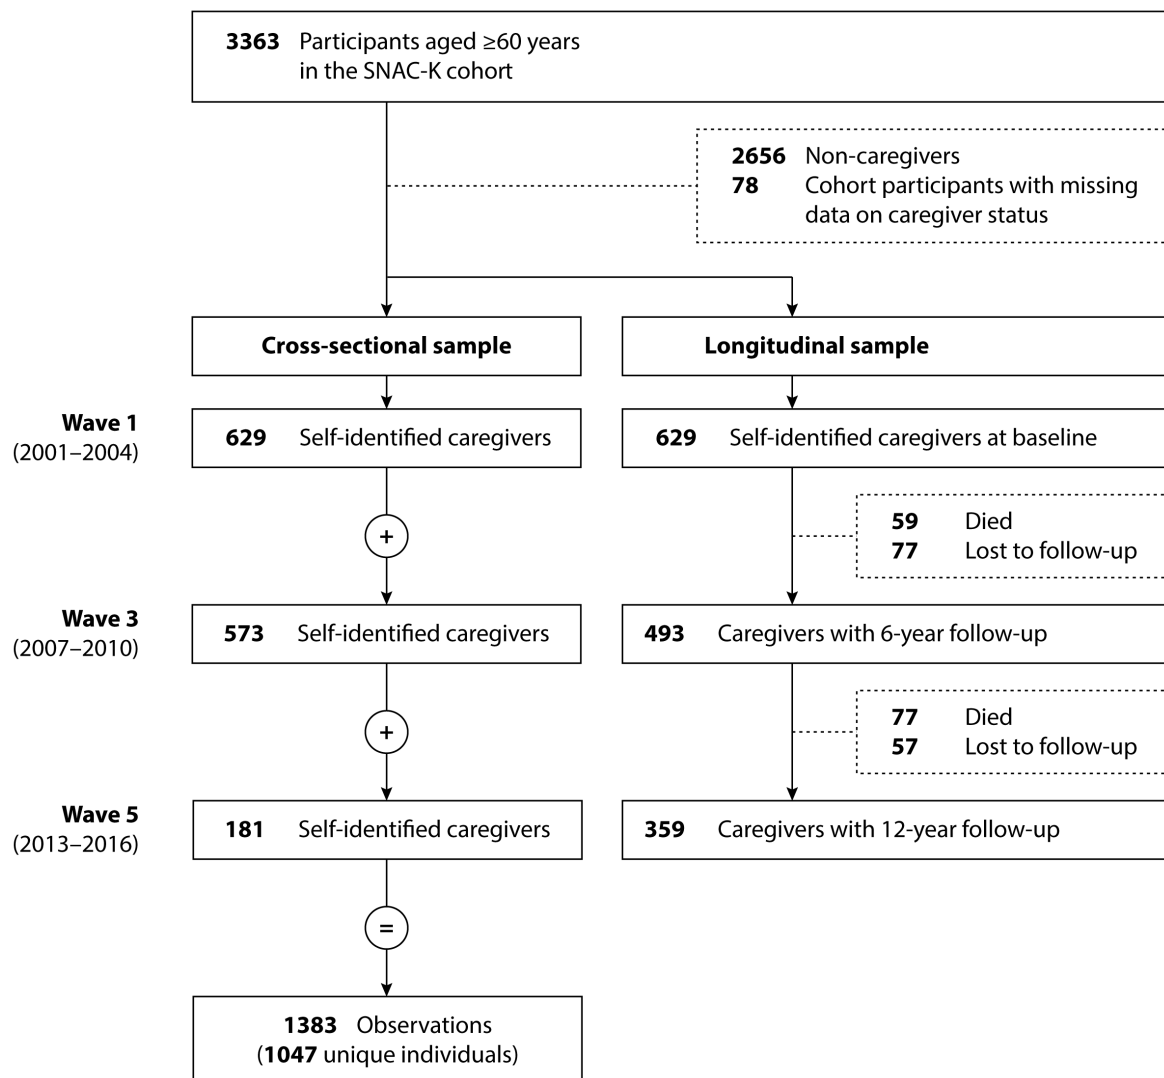 3363 Participants aged ≥60 years
in the SNAC-K cohort
2656 Non-caregivers
78 Cohort participants with missing
data on caregiver status
Cross-sectional sample
Longitudinal sample
Wave 1
(2001–2004)
629 Self-identified caregivers
629 Self-identified caregivers at baseline
+
59 Died
77 Lost to follow-up
Wave 3
(2007–2010)
573 Self-identified caregivers
493 Caregivers with 6-year follow-up
+
77 Died
57 Lost to follow-up
Wave 5
(2013–2016)
181 Self-identified caregivers
359 Caregivers with 12-year follow-up
=
1383 Observations
(1047 unique individuals)